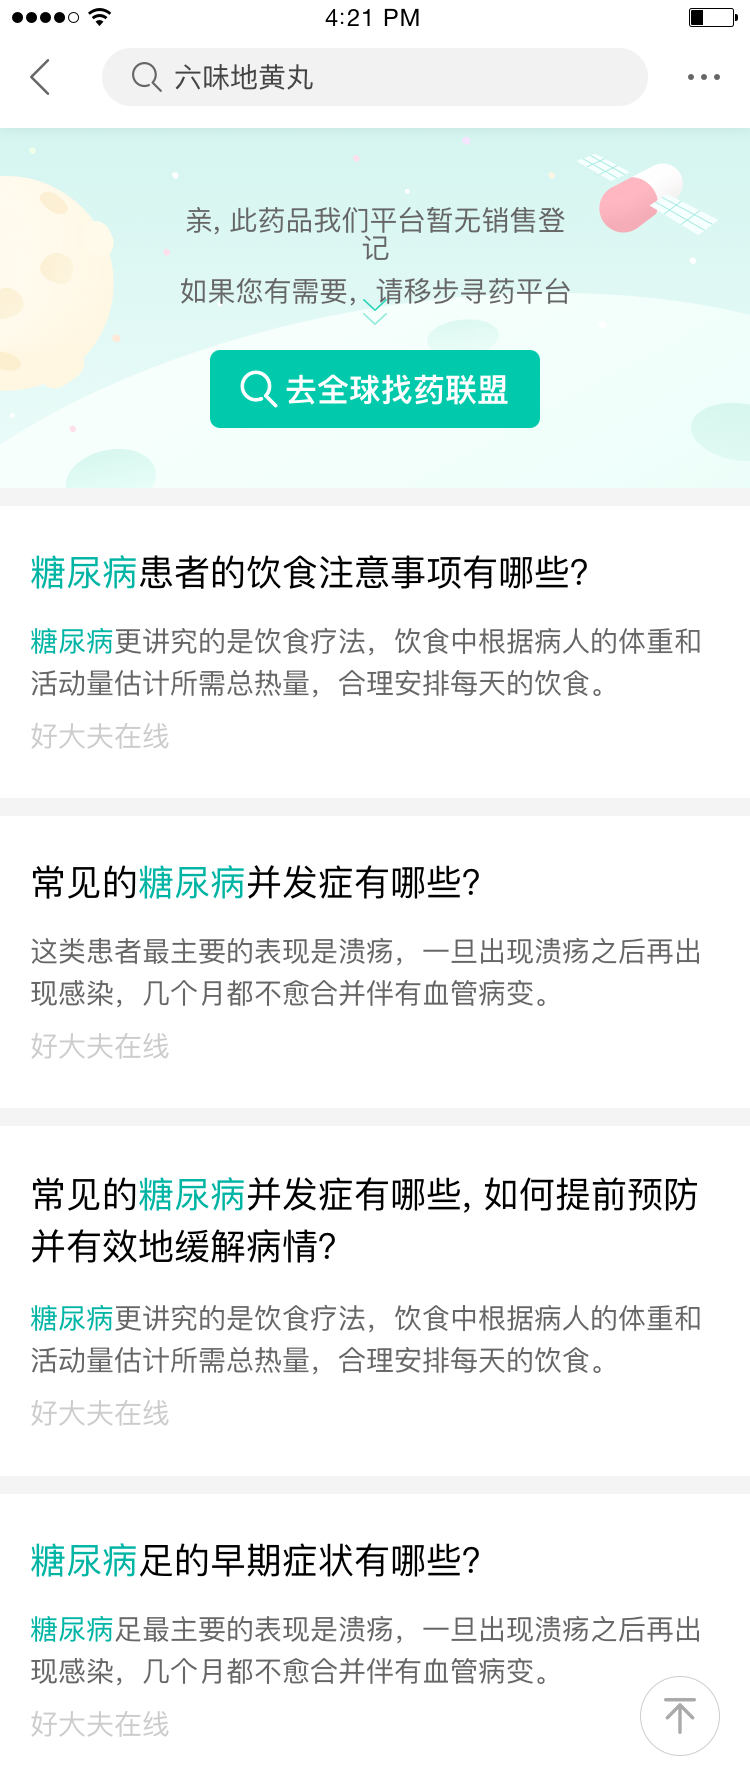 4:21 PM
六味地黄丸
亲, 此药品我们平台暂无销售登
记
如果您有需要，请移步寻药平台
去全球找药联盟
糖尿病患者的饮食注意事项有哪些?
糖尿病更讲究的是饮食疗法，饮食中根据病人的体重和
活动量估计所需总热量，合理安排每天的饮食。
好大夫在线
常见的糖尿病并发症有哪些?
这类患者最主要的表现是溃疡，一旦出现溃疡之后再出
现感染，几个月都不愈合并伴有血管病变。
好大夫在线
常见的糖尿病并发症有哪些, 如何提前预防
并有效地缓解病情?
糖尿病更讲究的是饮食疗法，饮食中根据病人的体重和
活动量估计所需总热量，合理安排每天的饮食。
好大夫在线
糖尿病足的早期症状有哪些?
糖尿病足最主要的表现是溃疡，一旦出现溃疡之后再出
现感染，几个月都不愈合并伴有血管病变。
好大夫在线